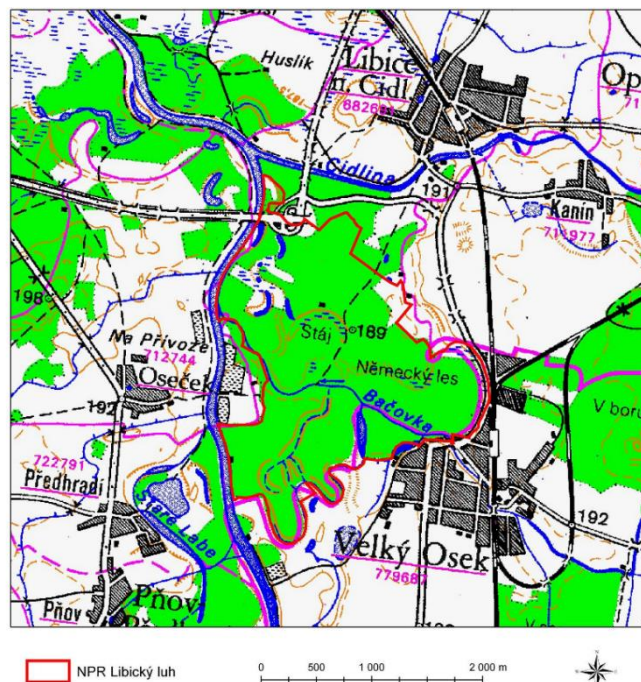 Huslík
Libice
n. Cidl.
Op
Cidlina
191
Kanín
198
Na Přívoze
712744
Oseček
Stáj
189
Německý les
Bačovka
V boru
192
722791
Předhradí
Staré Labe
192
Velký Osek
779687
Pňov
Pňov
NPR Libický luh
0 500 1 000 2 000 m